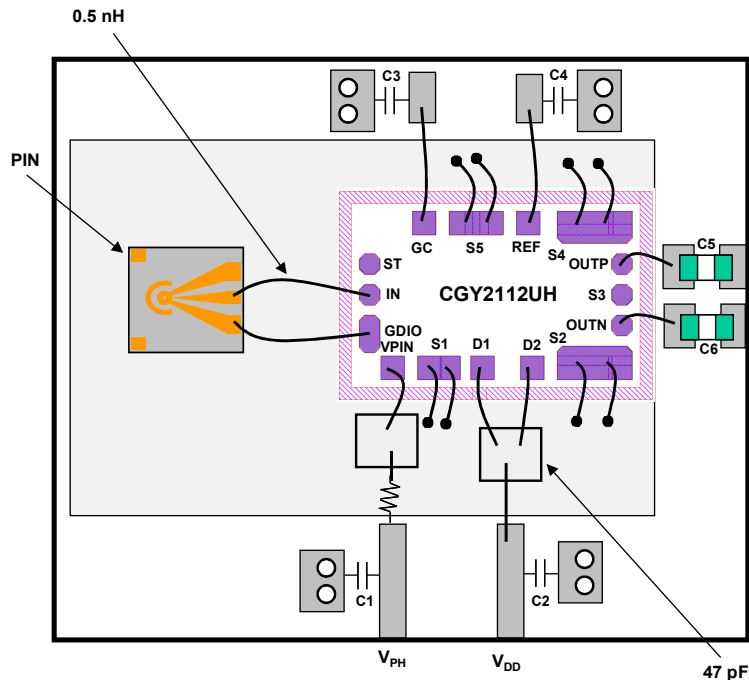 0.5 nH
C3
C4
PIN
GC
S5
REF
S4
C5
ST
OUTP
IN
CGY2112UH
S3
GDIO
OUTN
VPIN
S1
D1
D2
S2
C6
C1
C2
VPH
VDD
47 pF